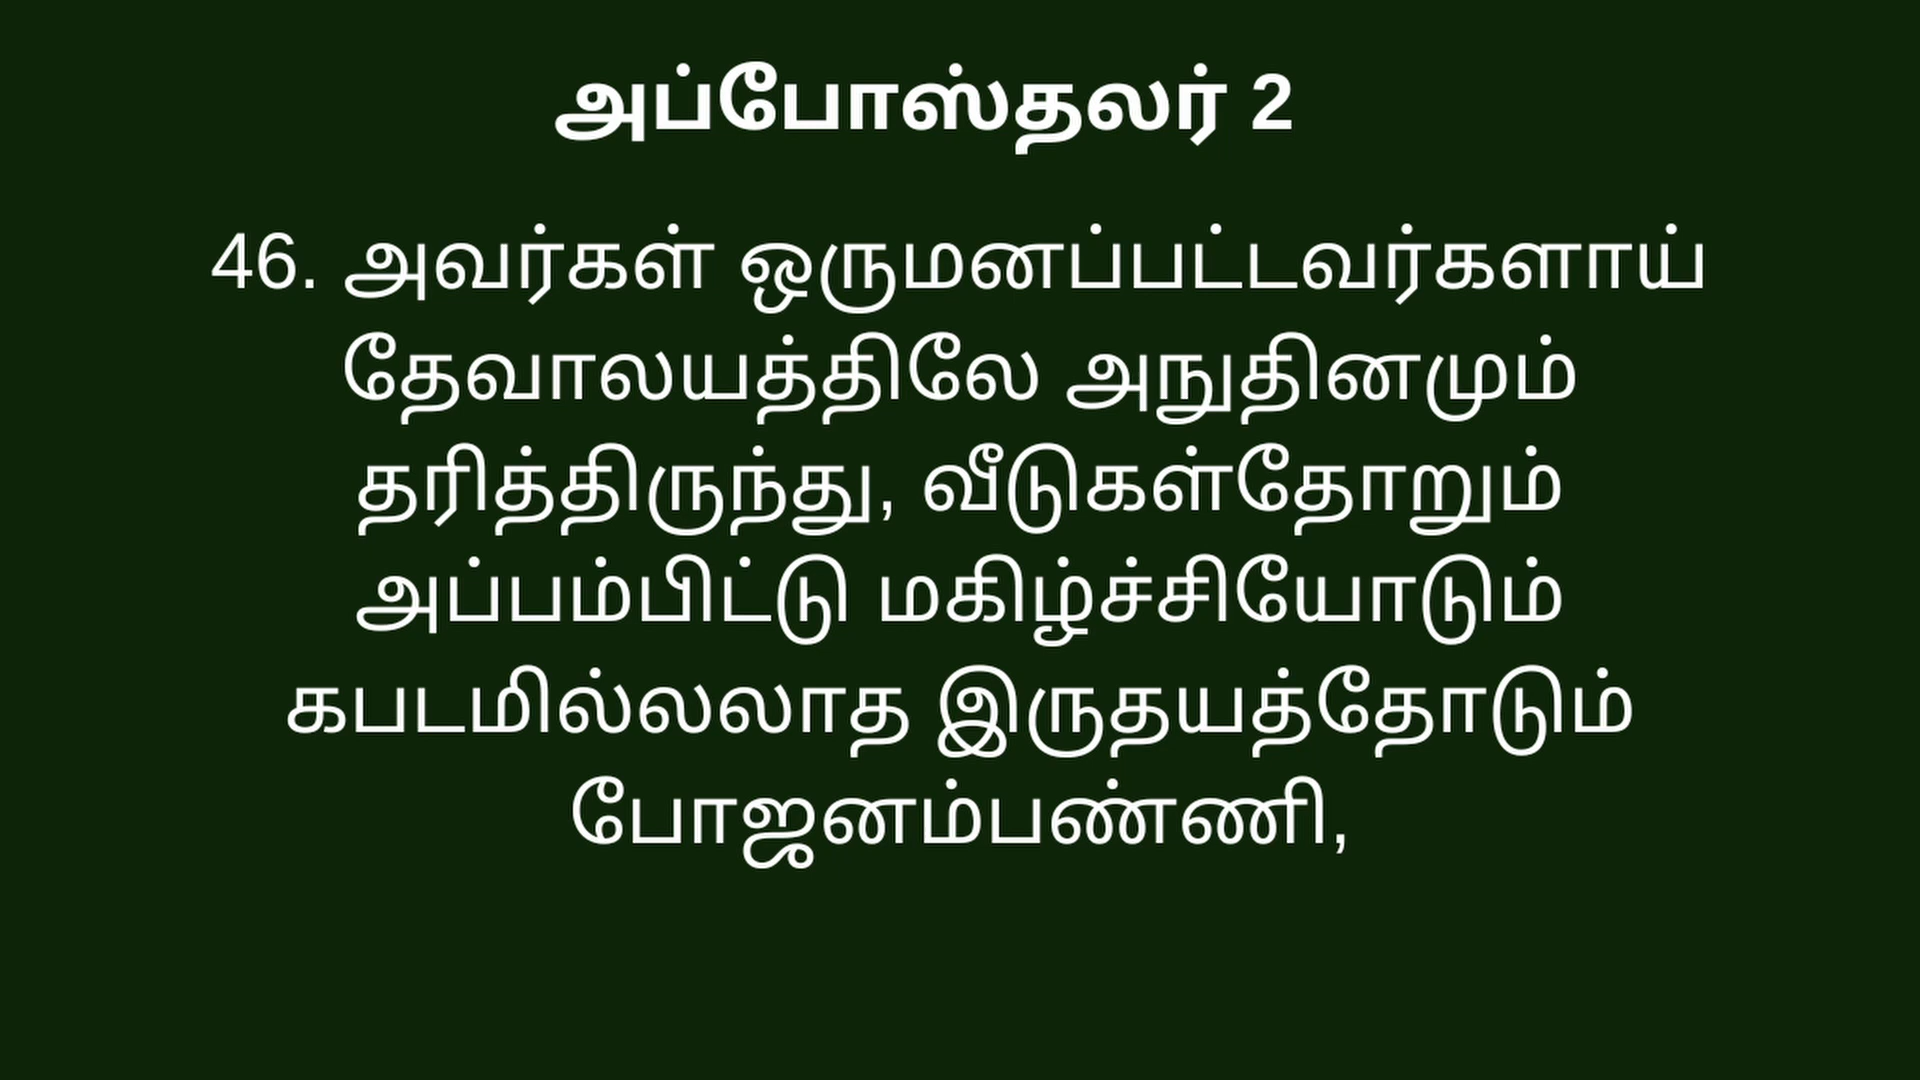 அப்போஸ்தலர் 2
46. அவர்கள் ஒருமனப்பட்டவர்களாய்
தேவாலயத்திலே அநுதினமும்
தரித்திருந்து, வீடுகள்தோறும்
அப்பம்பிட்டு மகிழ்ச்சியோடும்
கபடமில்லலாத இருதயத்தோடும்
போஜனம்பண்ணி,